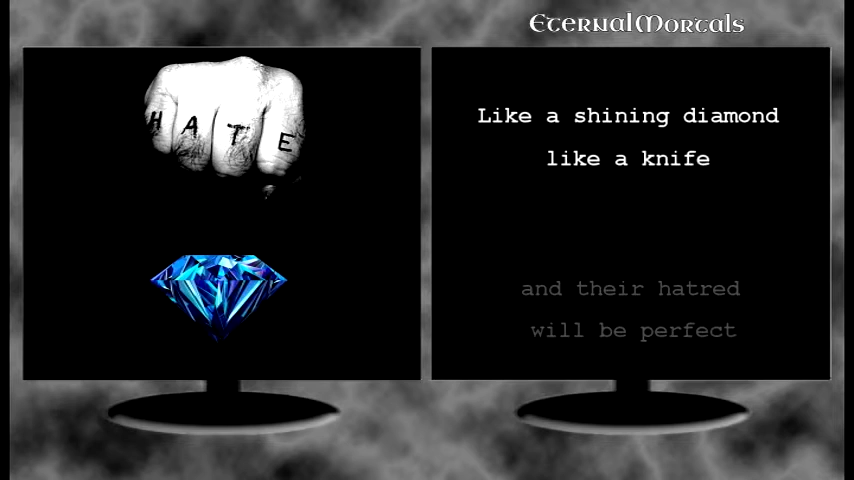 EternalMortals
HATE
Like a shining diamond
like a knife
and their hatred
will be perfect